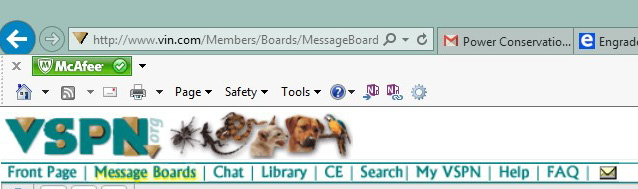 http://www.vin.com/Members/Boards/MessageBoard
Power Conservatio...
Engrade
McAfee
Page Safety Tools
VSPN.org
Front Page | Message Boards | Chat | Library | CE | Search | My VSPN | Help | FAQ |